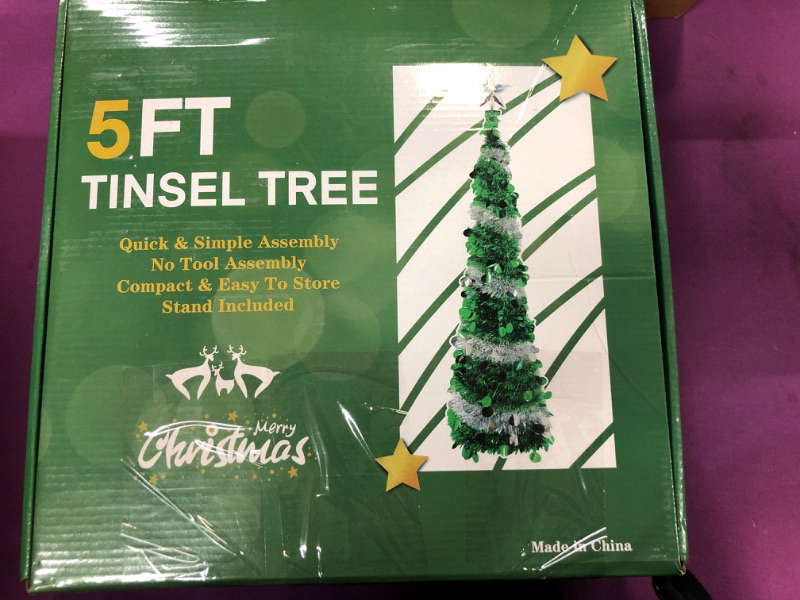 5FT
TINSEL TREE
Quick & Simple Assembly
No Tool Assembly
Compact & Easy To Store
Stand Included
Merry
Christmas
Made in China